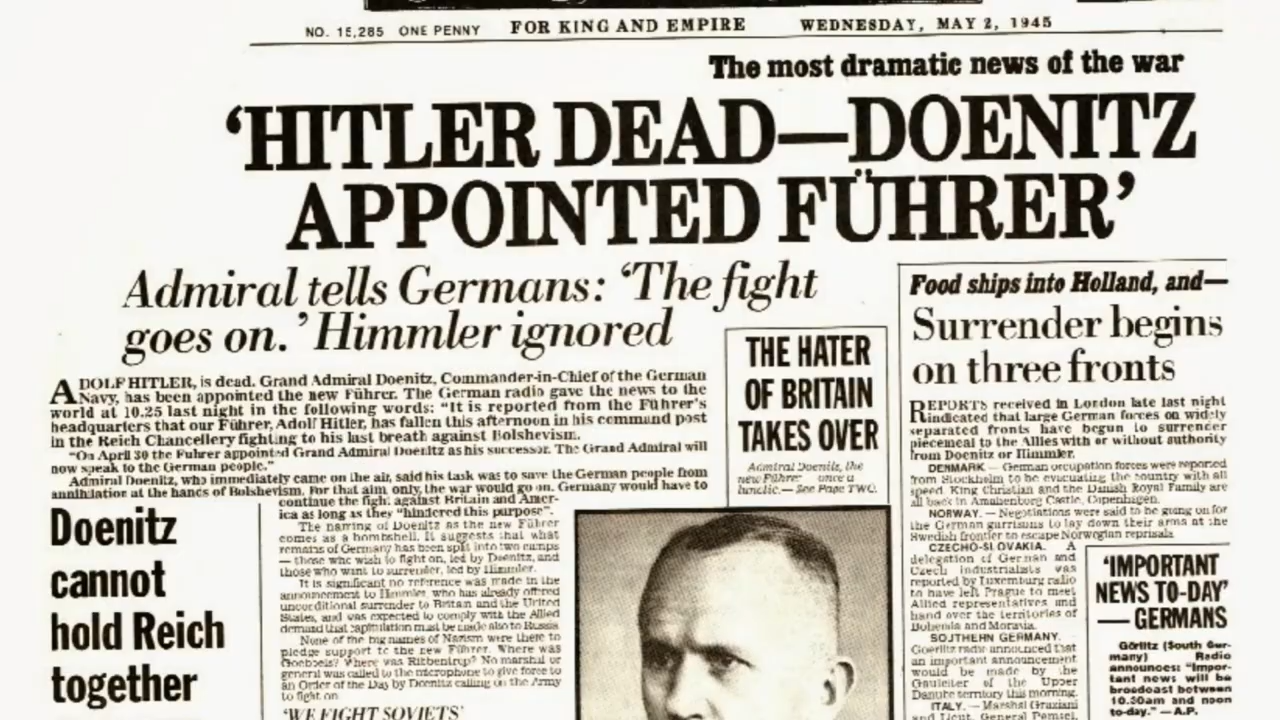 NO. 15,285 ONE PENNY FOR KING AND EMPIRE WEDNESDAY, MAY 2, 1945
The most dramatic news of the war
‘HITLER DEAD—DOENITZ
APPOINTED FÜHRER’
Admiral tells Germans: ‘The fight
goes on.’ Himmler ignored
ADOLF HITLER, is dead. Grand Admiral Doenitz, Commander-in-Chief of the German
Navy, has been appointed the new Führer. The German radio gave the news to the
world at 10.25 last night in the following words: “It is reported from the Führer's
headquarters that our Führer, Adolf Hitler, has fallen this afternoon in his command post
in the Reich Chancellery fighting to his last breath against Bolshevism.
“On April 30 the Fuhrer appointed Grand Admiral Doenitz as his successor. The Grand Admiral will
now speak to the German people.”
Admiral Doenitz, who immediately came on the air, said his task was to save the German people from
annihilation at the hands of Bolshevism. For that aim only, the war would go on. Germany would have to
continue the fight against Britain and Amer-
ica as long as they “hindered this purpose”.
The naming of Doenitz as the new Führer
comes as a bombshell. It suggests that what
remains of Germany has been split into two camps
— those who wish to fight on, led by Doenitz, and
those who want to surrender, led by Himmler.
It is significant no reference was made in the
announcement to Himmler, who has already offered
unconditional surrender to Britain and the United
States, and was expected to comply with the Allied
demand that capitulation must be made also to Russia.
None of the big names of Nazism were there to
pledge support to the new Führer. Where was
Goebbels? Where was Ribbentrop? No marshal or
general was called to the microphone to give force to
an Order of the Day by Doenitz calling on the Army
to fight on.
‘WE FIGHT SOVIETS’
Doenitz
cannot
hold Reich
together
THE HATER
OF BRITAIN
TAKES OVER
Admiral Doenitz, the
new Führer once a
lunatic.— See Page TWO.
Food ships into Holland, and—
Surrender begins
on three fronts
REPORTS received in London late last night
indicated that large German forces on widely
separated fronts have begun to surrender
piecemeal to the Allies with or without authority
from Doenitz or Himmler.
DENMARK. — German occupation forces were reported
from Stockholm to be evacuating the country with all
speed. King Christian and the Danish Royal Family are
all back in Amalienborg Castle, Copenhagen.
NORWAY. — Negotiations were said to be going on for
the German garrisons to lay down their arms at the
Swedish frontier to escape Norwegian reprisals.
CZECHO-SLOVAKIA. A
delegation of German and
Czech industrialists was
reported by Luxemburg radio
to have left Prague to meet
Allied representatives and
hand over the territories of
Bohemia and Moravia.
SOUTHERN GERMANY.
Goerlitz radio announced that
an important announcement
would be made by the
Gauleiter of the Upper
Danube territory this morning.
ITALY. — Marshal Graziani
and Lieut. General Pemsel,
‘IMPORTANT
NEWS TO-DAY’
— GERMANS
Görlitz (South Ger-
many) Radio
announces: “Impor-
tant news will be
broadcast between
10.30am and noon
to-day.” — A.P.